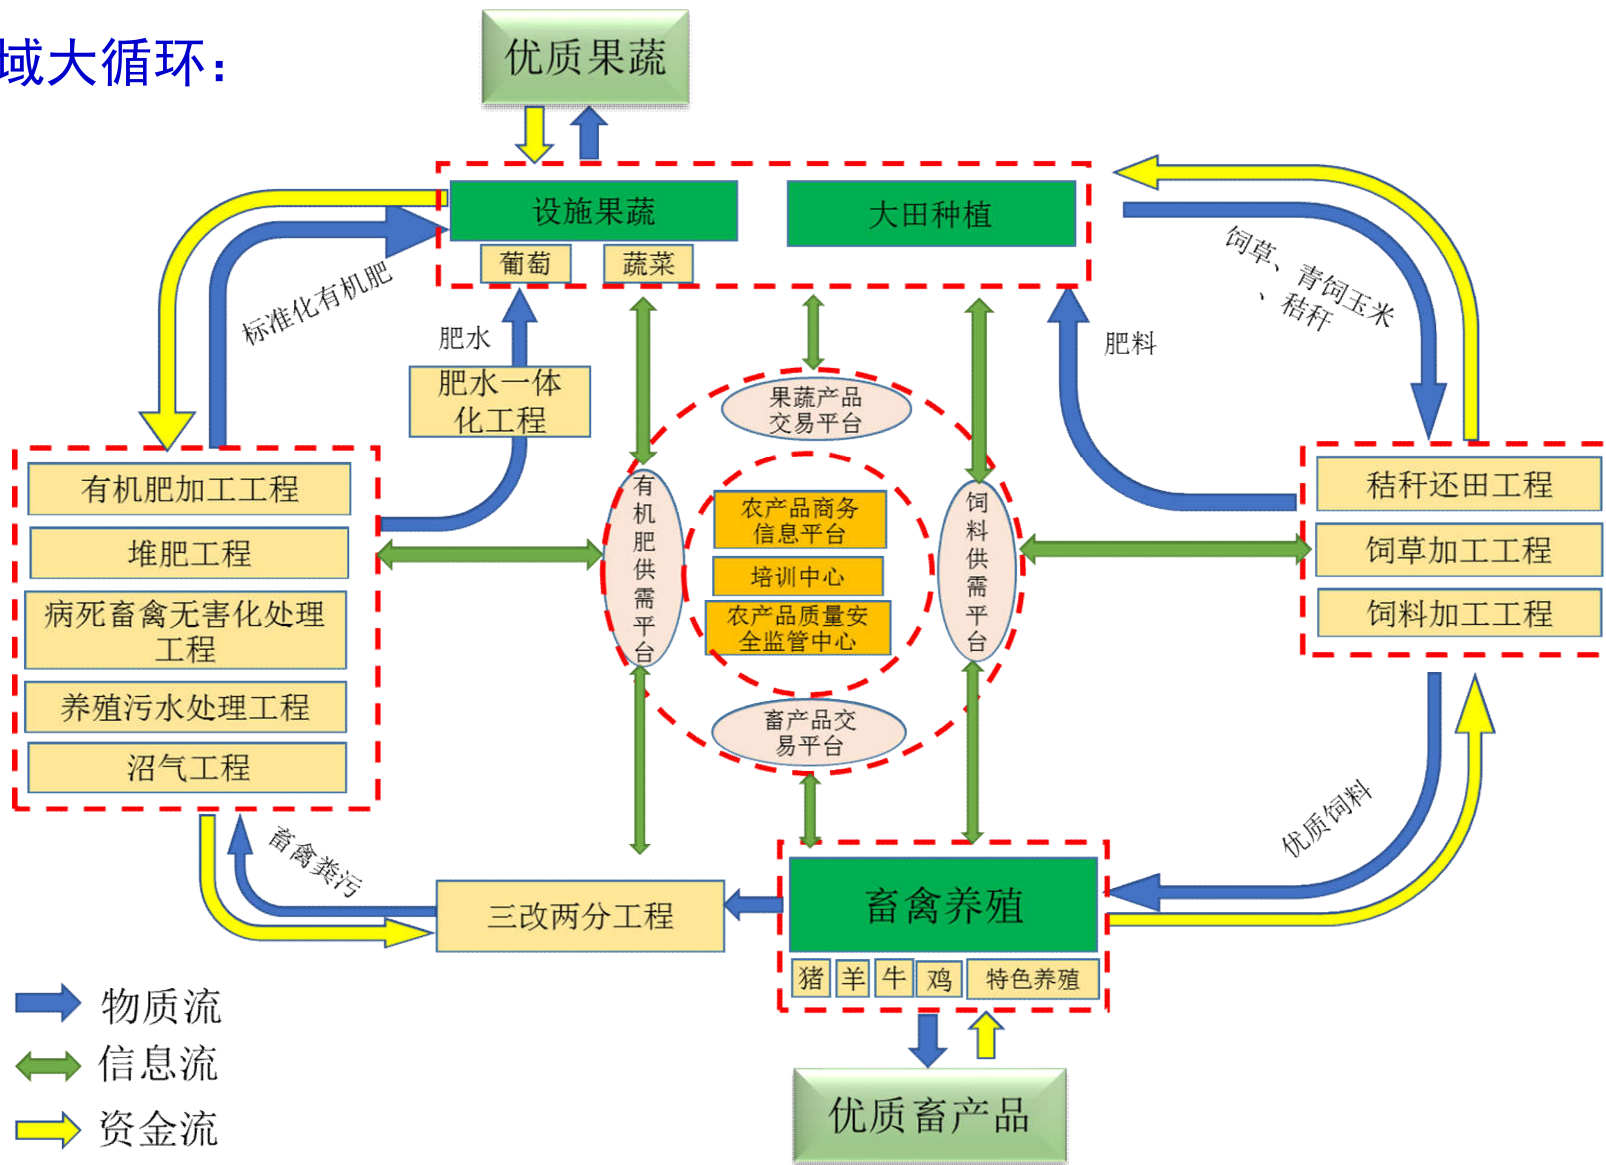 域大循环：
优质果蔬
设施果蔬
大田种植
葡萄
蔬菜
标准化有机肥
肥水
肥水一体
化工程
肥料
饲草、青饲玉米
、秸秆
果蔬产品
交易平台
有机肥加工工程
堆肥工程
病死畜禽无害化处理
工程
养殖污水处理工程
沼气工程
有机肥供需平台
农产品商务
信息平台
培训中心
农产品质量安
全监管中心
饲料供需平台
畜产品交
易平台
秸秆还田工程
饲草加工工程
饲料加工工程
畜禽粪污
三改两分工程
畜禽养殖
猪
羊
牛
鸡
特色养殖
优质饲料
优质畜产品
物质流
信息流
资金流